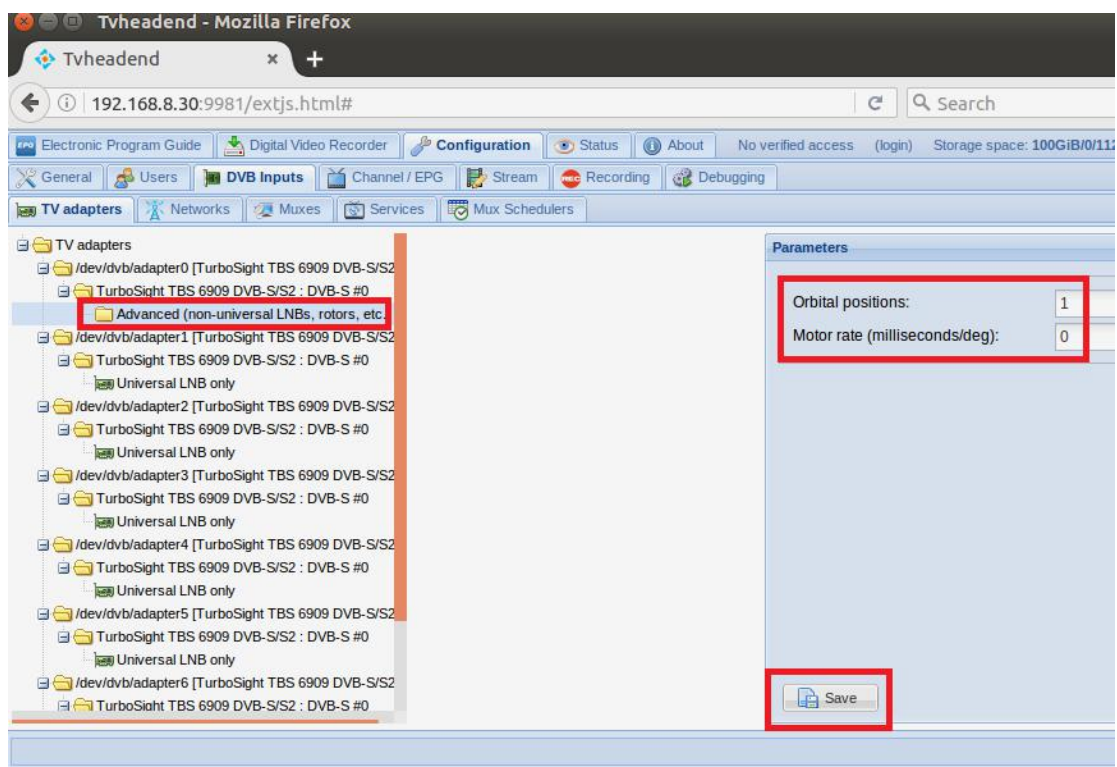 Tvheadend - Mozilla Firefox
Tvheadend
192.168.8.30:9981/extjs.html#
Search
EPG Electronic Program Guide Digital Video Recorder Configuration Status About No verified access (login) Storage space: 100GiB/0/112
General Users DVB Inputs Channel / EPG Stream REC Recording Debugging
TV adapters Networks Muxes Services Mux Schedulers
TV adapters
/dev/dvb/adapter0 [TurboSight TBS 6909 DVB-S/S2
TurboSight TBS 6909 DVB-S/S2 : DVB-S #0
Advanced (non-universal LNBs, rotors, etc.
/dev/dvb/adapter1 [TurboSight TBS 6909 DVB-S/S2
TurboSight TBS 6909 DVB-S/S2 : DVB-S #0
Universal LNB only
/dev/dvb/adapter2 [TurboSight TBS 6909 DVB-S/S2
TurboSight TBS 6909 DVB-S/S2 : DVB-S #0
Universal LNB only
/dev/dvb/adapter3 [TurboSight TBS 6909 DVB-S/S2
TurboSight TBS 6909 DVB-S/S2 : DVB-S #0
Universal LNB only
/dev/dvb/adapter4 [TurboSight TBS 6909 DVB-S/S2
TurboSight TBS 6909 DVB-S/S2 : DVB-S #0
Universal LNB only
/dev/dvb/adapter5 [TurboSight TBS 6909 DVB-S/S2
TurboSight TBS 6909 DVB-S/S2 : DVB-S #0
Universal LNB only
/dev/dvb/adapter6 [TurboSight TBS 6909 DVB-S/S2
TurboSight TBS 6909 DVB-S/S2 : DVB-S #0
Parameters
Orbital positions: 1
Motor rate (milliseconds/deg): 0
Save